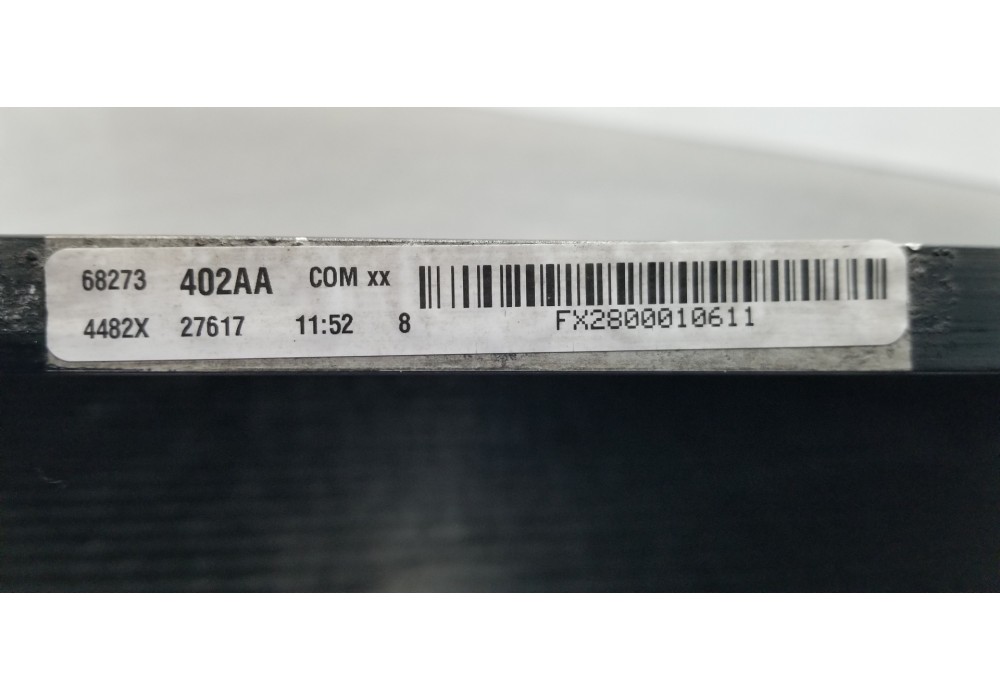 68273 402AA COM xx
4482X 27617 11:52 8
FX2800010611